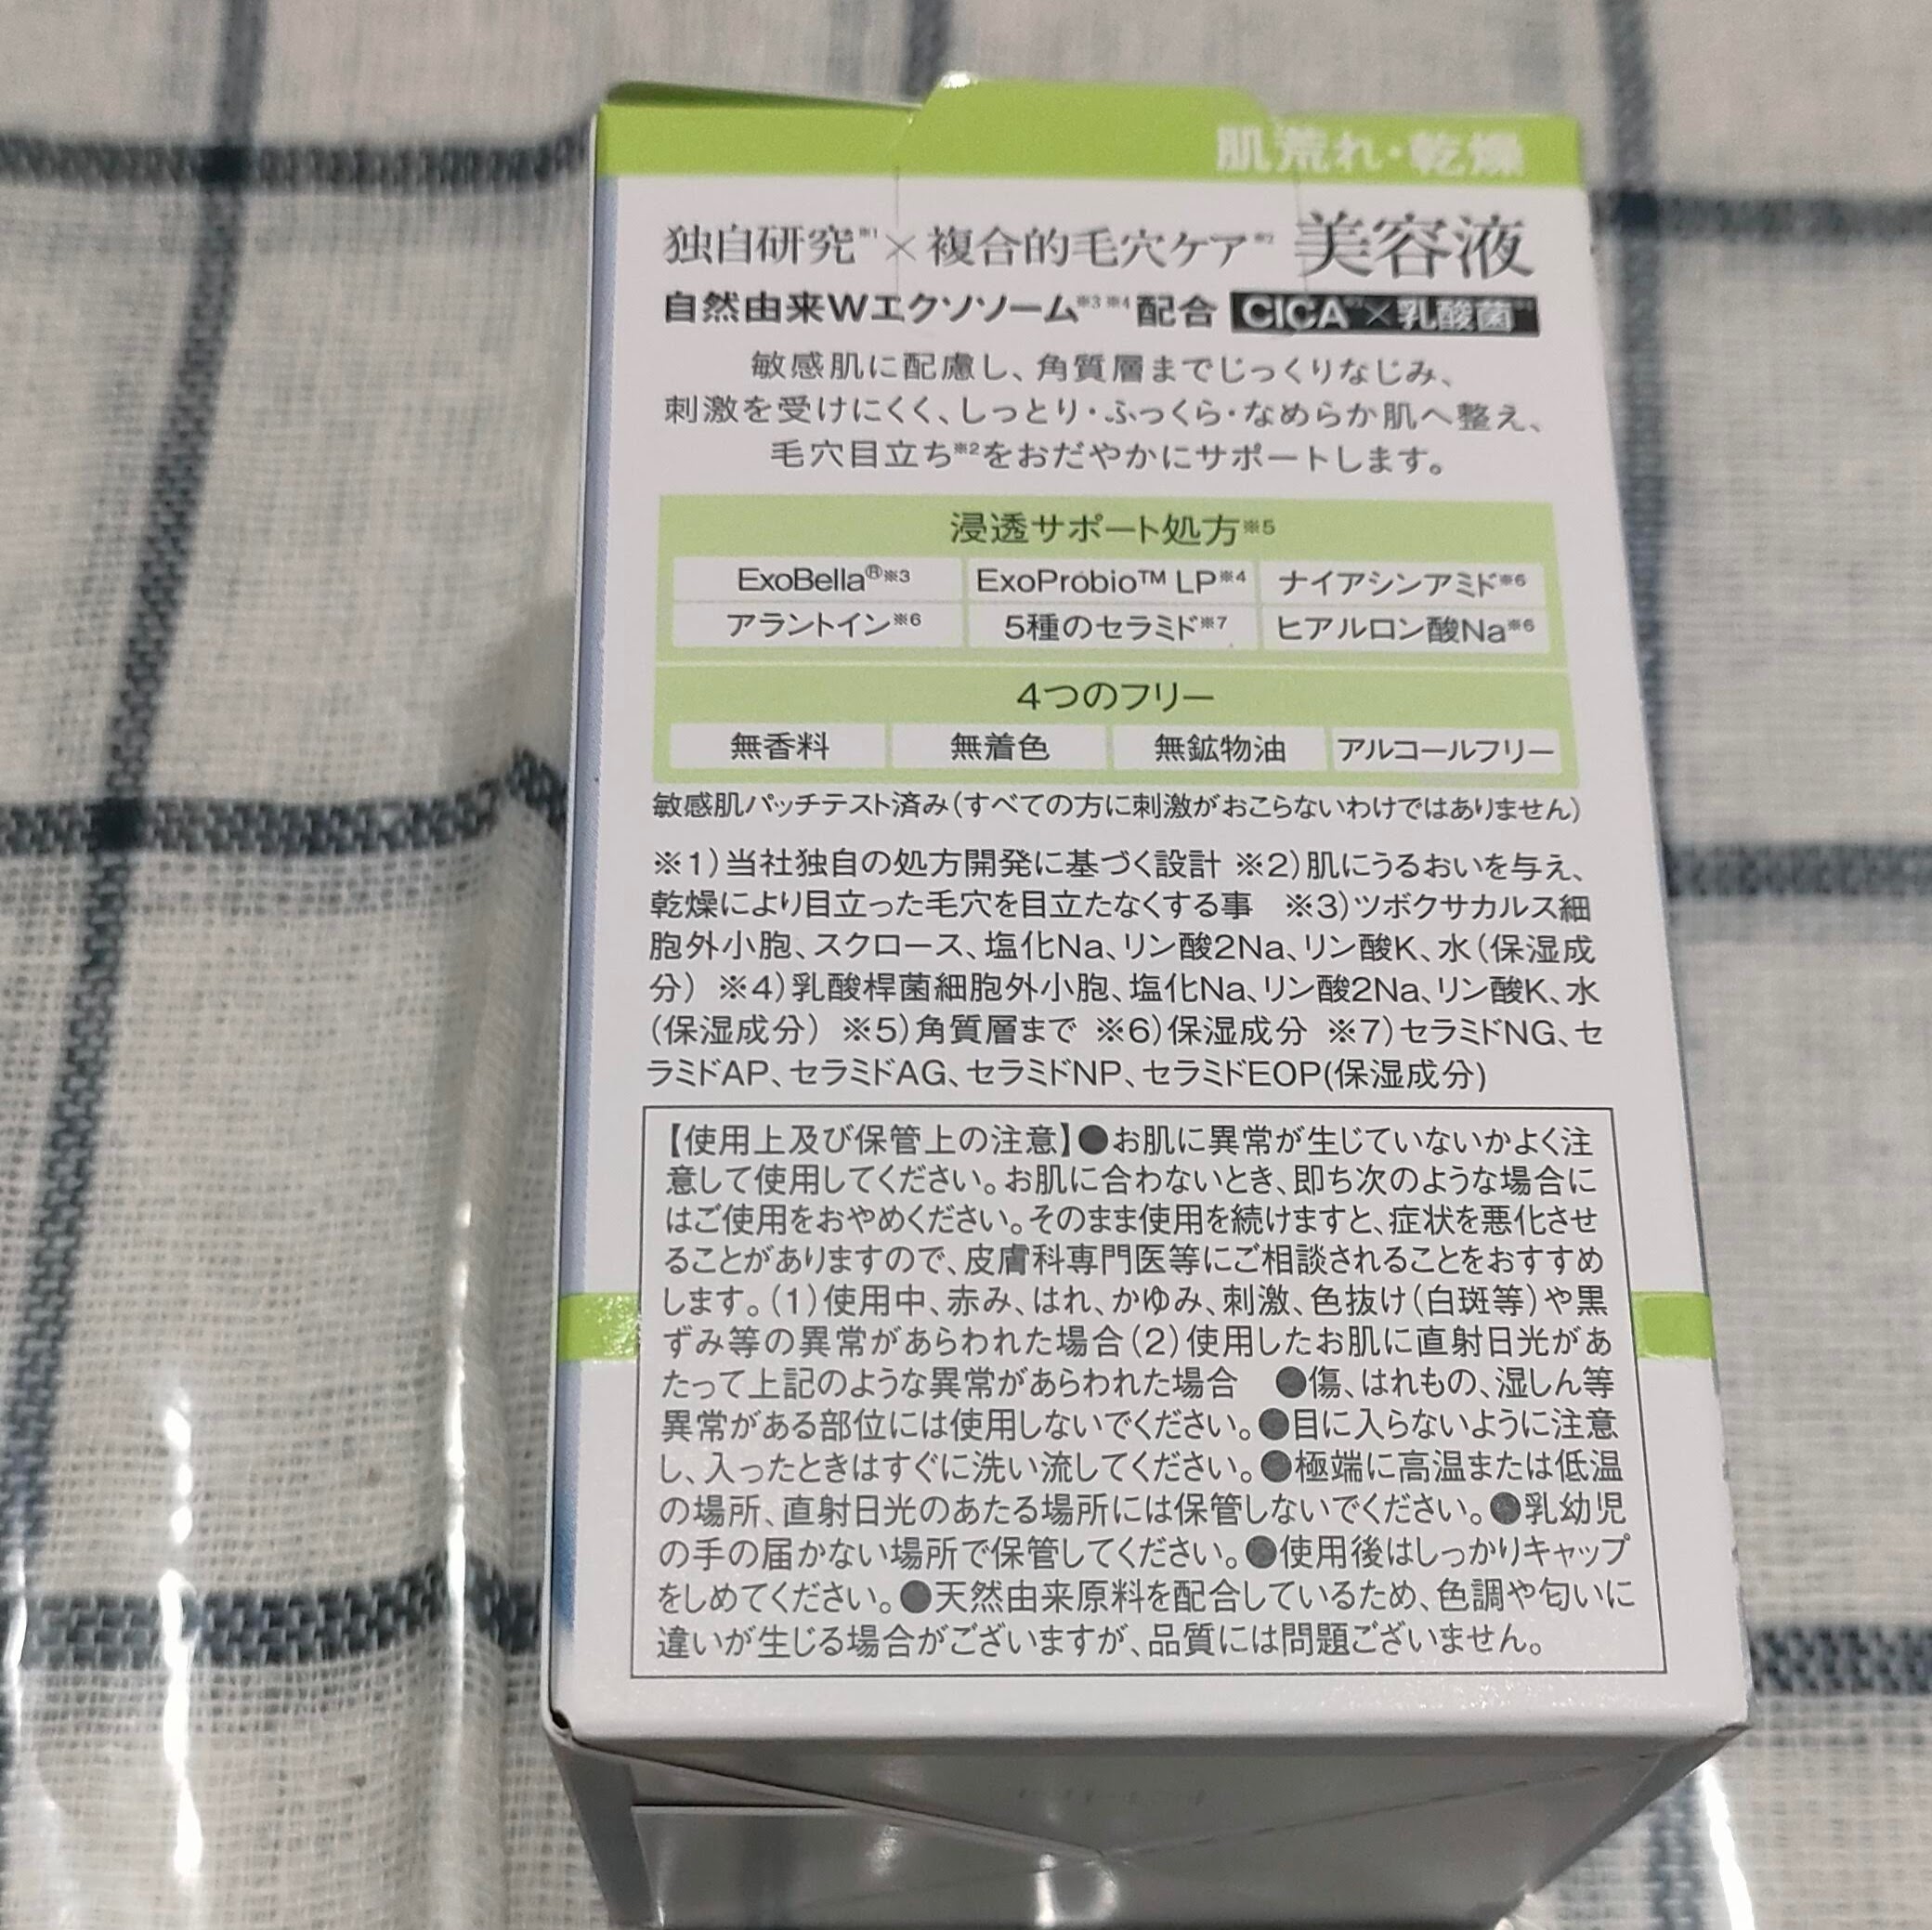 肌荒れ・乾燥
独自研究※1×複合的毛穴ケア※2 美容液
自然由来Wエクソソーム※3 ※4配合 CICA※3×乳酸菌※4
敏感肌に配慮し、角質層までじっくりなじみ、
刺激を受けにくく、しっとり・ふっくら・なめらか肌へ整え、
毛穴目立ち※2をおだやかにサポートします。
浸透サポート処方※5
ExoBella®※3 ExoProbio™ LP※4 ナイアシンアミド※6
アラントイン※6 5種のセラミド※7 ヒアルロン酸Na※6
4つのフリー
無香料 無着色 無鉱物油 アルコールフリー
敏感肌パッチテスト済み(すべての方に刺激がおこらないわけではありません)
※1)当社独自の処方開発に基づく設計 ※2)肌にうるおいを与え、
乾燥により目立った毛穴を目立たなくする事 ※3)ツボクサカルス細
胞外小胞、スクロース、塩化Na、リン酸2Na、リン酸K、水(保湿成
分) ※4)乳酸桿菌細胞外小胞、塩化Na、リン酸2Na、リン酸K、水
(保湿成分) ※5)角質層まで ※6)保湿成分 ※7)セラミドNG、セ
ラミドAP、セラミドAG、セラミドNP、セラミドEOP(保湿成分)
【使用上及び保管上の注意】●お肌に異常が生じていないかよく注
意して使用してください。お肌に合わないとき、即ち次のような場合に
はご使用をおやめください。そのまま使用を続けますと、症状を悪化させ
ることがありますので、皮膚科専門医等にご相談されることをおすすめ
します。(1)使用中、赤み、はれ、かゆみ、刺激、色抜け(白斑等)や黒
ずみ等の異常があらわれた場合(2)使用したお肌に直射日光があ
たって上記のような異常があらわれた場合 ●傷、はれもの、湿しん等
異常がある部位には使用しないでください。●目に入らないように注意
し、入ったときはすぐに洗い流してください。●極端に高温または低温
の場所、直射日光のあたる場所には保管しないでください。●乳幼児
の手の届かない場所で保管してください。●使用後はしっかりキャップ
をしめてください。●天然由来原料を配合しているため、色調や匂いに
違いが生じる場合がございますが、品質には問題ございません。